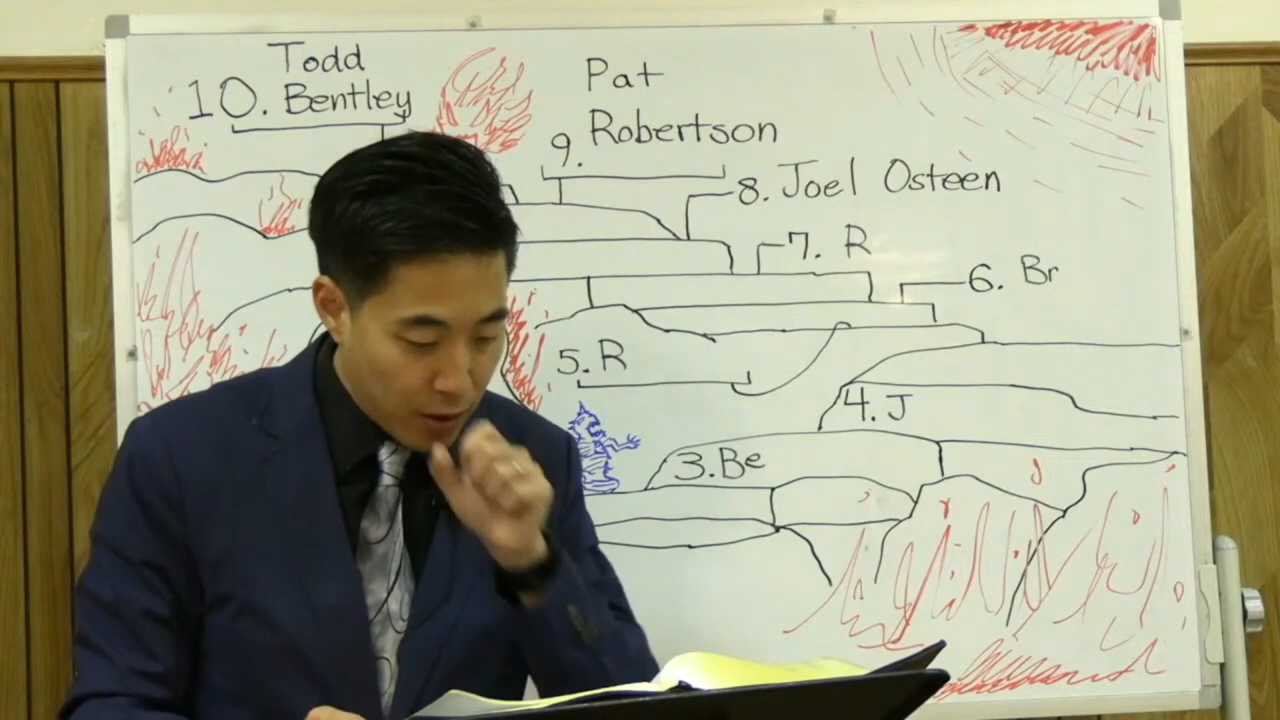 10. Todd
Bentley
9. Pat
Robertson
8. Joel Osteen
7. R
6. Br
5. R
4. J
3. Be